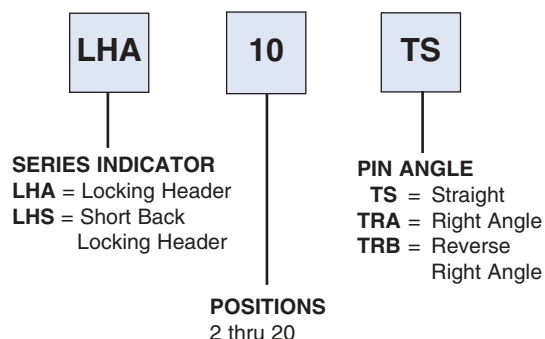 LHA 10 TS
SERIES INDICATOR
LHA = Locking Header
LHS = Short Back
Locking Header
POSITIONS
2 thru 20
PIN ANGLE
TS = Straight
TRA = Right Angle
TRB = Reverse
Right Angle